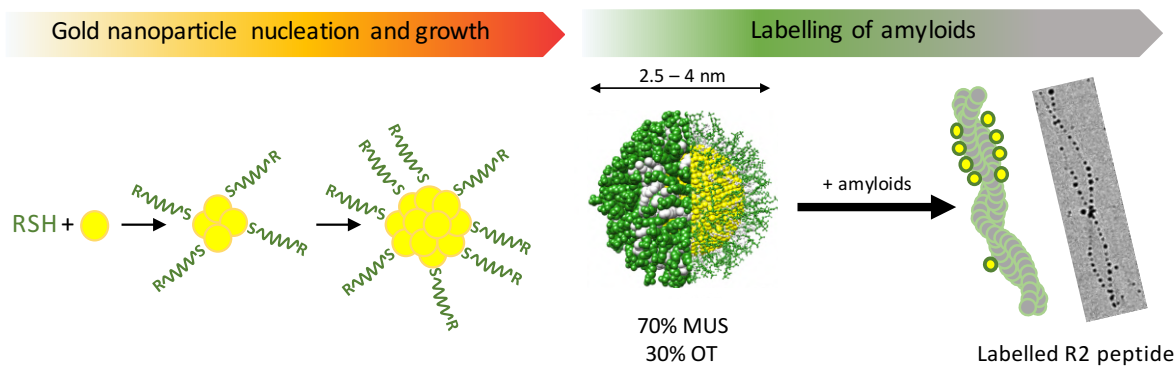 Gold nanoparticle nucleation and growth
Labelling of amyloids
RSH +
R S
S R
R S
S R
R R
S S
R S
S R
R S
S R
S R
R
2.5 – 4 nm
+ amyloids
70% MUS
30% OT
Labelled R2 peptide